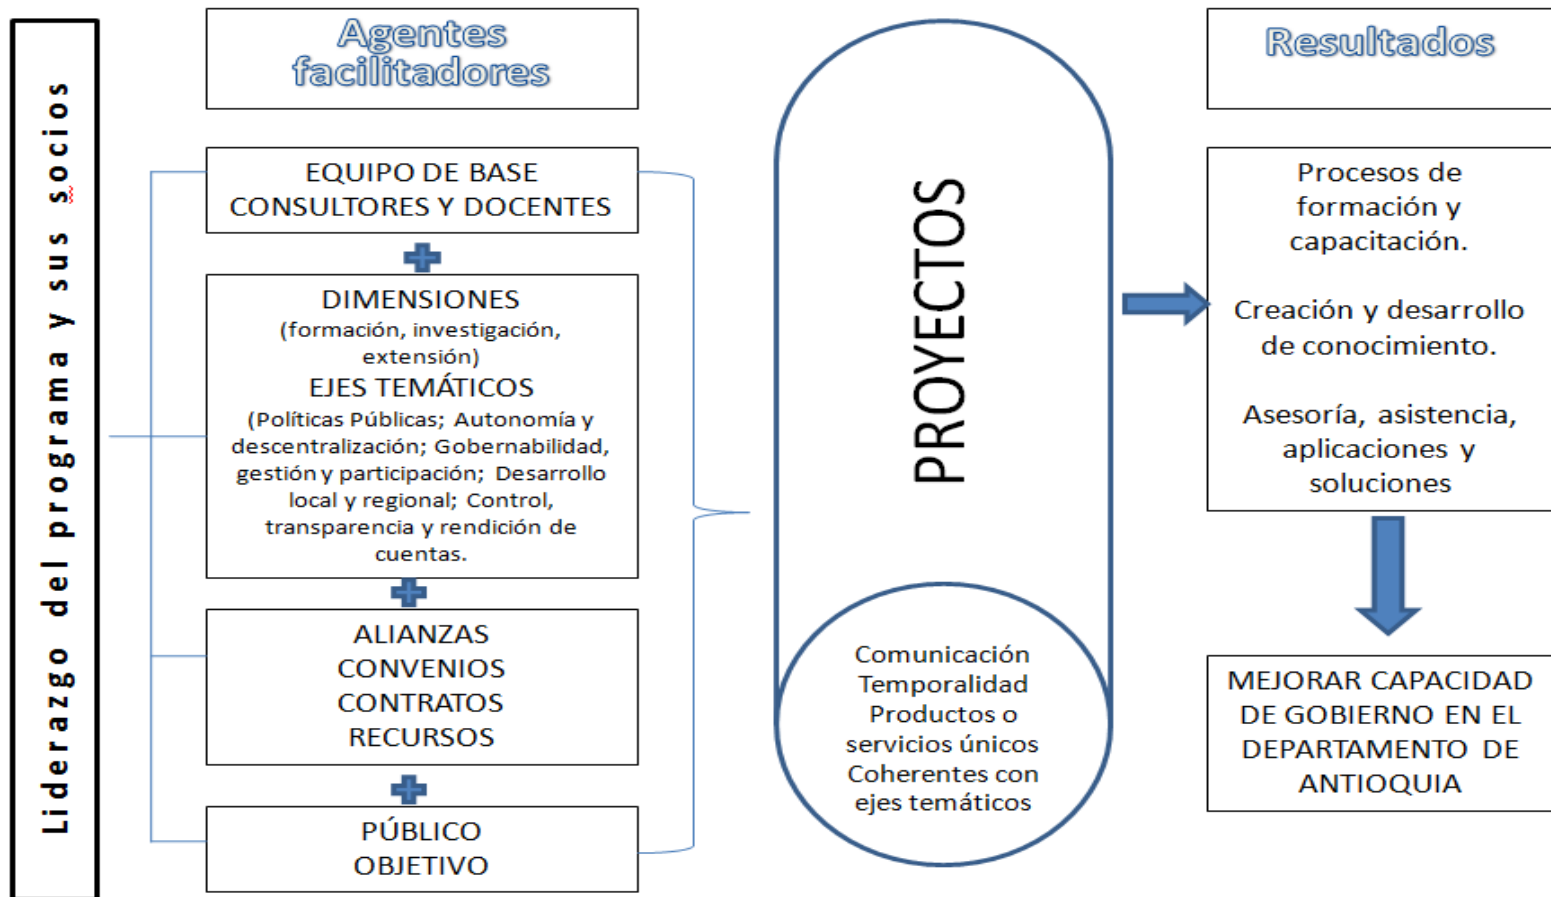 Liderazgo del programa y sus socios
Agentes
facilitadores
EQUIPO DE BASE
CONSULTORES Y DOCENTES
DIMENSIONES
(formación, investigación,
extensión)
EJES TEMÁTICOS
(Políticas Públicas; Autonomía y
descentralización; Gobernabilidad,
gestión y participación; Desarrollo
local y regional; Control,
transparencia y rendición de
cuentas.
ALIANZAS
CONVENIOS
CONTRATOS
RECURSOS
PÚBLICO
OBJETIVO
PROYECTOS
Comunicación
Temporalidad
Productos o
servicios únicos
Coherentes con
ejes temáticos
Resultados
Procesos de
formación y
capacitación.
Creación y desarrollo
de conocimiento.
Asesoría, asistencia,
aplicaciones y
soluciones
MEJORAR CAPACIDAD
DE GOBIERNO EN EL
DEPARTAMENTO DE
ANTIOQUIA